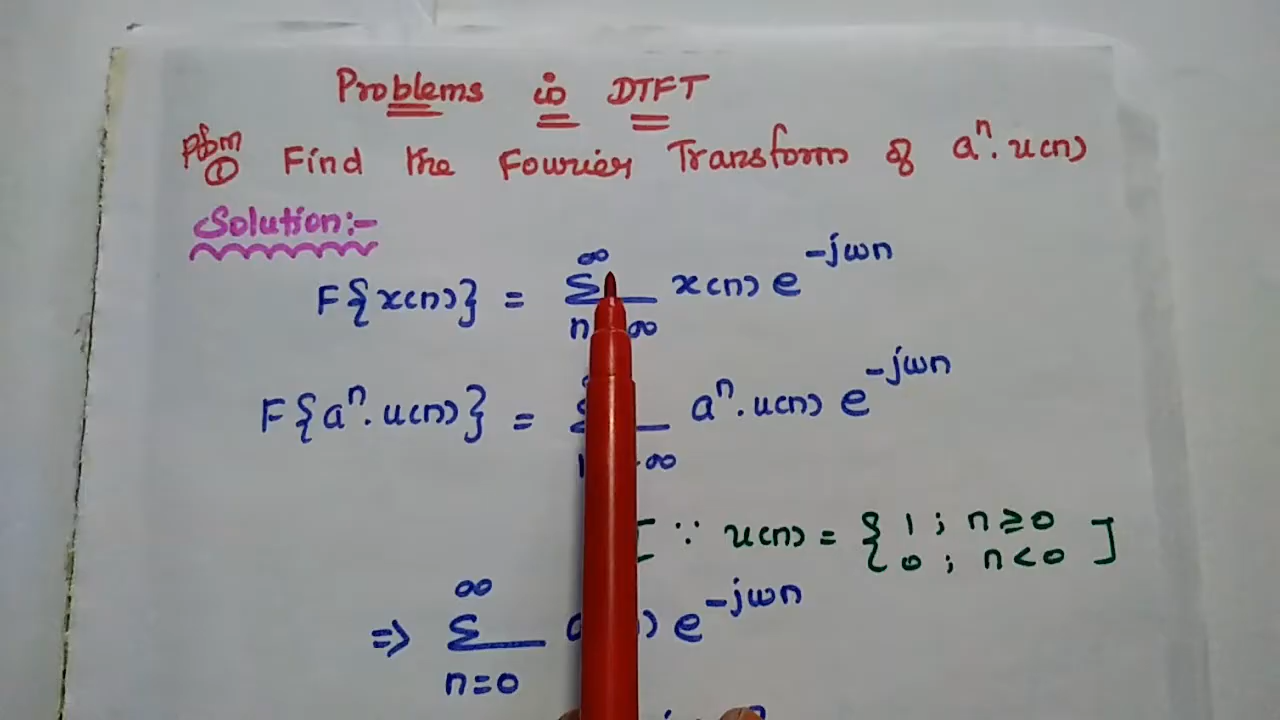 Problems in DTFT
Pbm ① Find the Fourier Transform of aⁿ.u(n)
Solution:-
F{x(n)} = Σ^∞ n ∞ x(n) e^-jωn
F{aⁿ.u(n)} = ∞ aⁿ.u(n) e^-jωn
[∵ u(n) = { 1 ; n≥0
0 ; n<0 ]
⇒ Σ^∞ n=0 ) e^-jωn